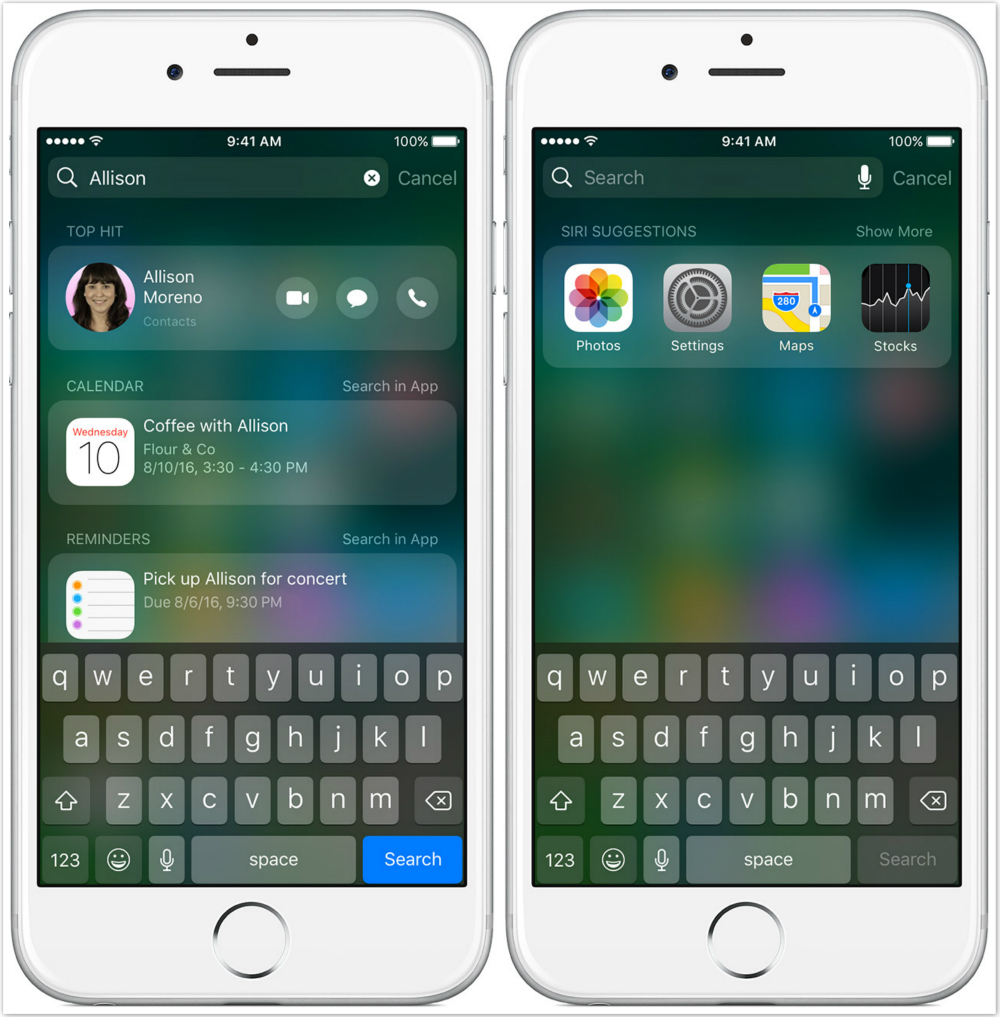 9:41 AM 100%
Allison Cancel
TOP HIT
Allison
Moreno
Contacts
CALENDAR Search in App
Wednesday
10
Coffee with Allison
Flour & Co
8/10/16, 3:30 - 4:30 PM
REMINDERS Search in App
Pick up Allison for concert
Due 8/6/16, 9:30 PM
q w e r t y u i o p
a s d f g h j k l
z x c v b n m
123 space Search
9:41 AM 100%
Search Cancel
SIRI SUGGESTIONS Show More
280
Photos Settings Maps Stocks
q w e r t y u i o p
a s d f g h j k l
z x c v b n m
123 space Search